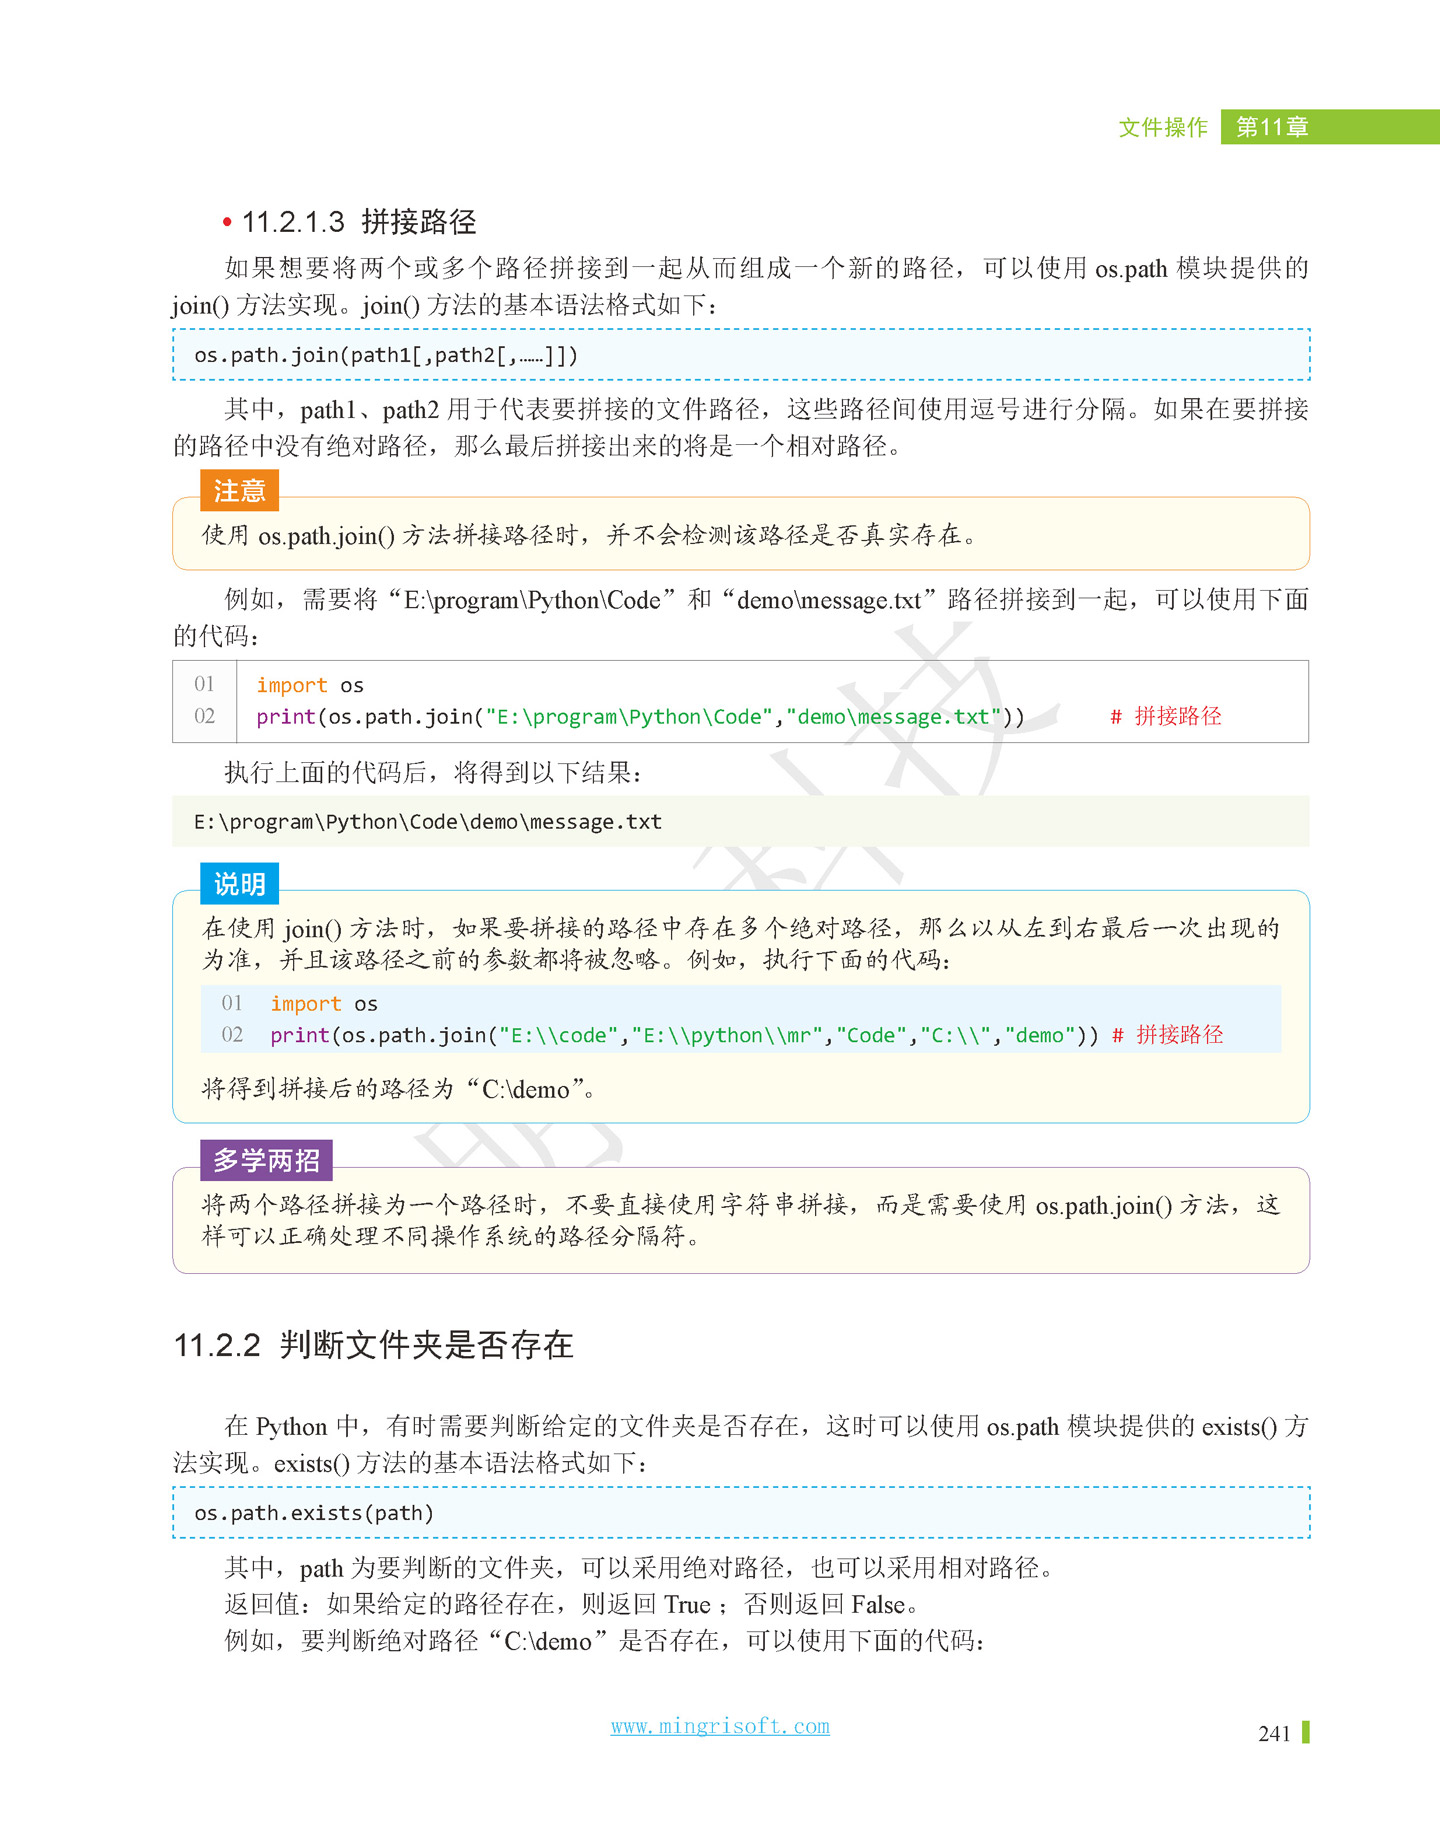 文件操作 第11章
• 11.2.1.3 拼接路径
如果想要将两个或多个路径拼接到一起从而组成一个新的路径，可以使用 os.path 模块提供的
join() 方法实现。join() 方法的基本语法格式如下：
os.path.join(path1[,path2[,……]])
其中，path1、path2 用于代表要拼接的文件路径，这些路径间使用逗号进行分隔。如果在要拼接
的路径中没有绝对路径，那么最后拼接出来的将是一个相对路径。
注意
使用 os.path.join() 方法拼接路径时，并不会检测该路径是否真实存在。
例如，需要将“E:\program\Python\Code”和“demo\message.txt”路径拼接到一起，可以使用下面
的代码：
01 import os
02 print(os.path.join("E:\program\Python\Code","demo\message.txt")) # 拼接路径
执行上面的代码后，将得到以下结果：
E:\program\Python\Code\demo\message.txt
说明
在使用 join() 方法时，如果要拼接的路径中存在多个绝对路径，那么以从左到右最后一次出现的
为准，并且该路径之前的参数都将被忽略。例如，执行下面的代码：
01 import os
02 print(os.path.join("E:\\code","E:\\python\\mr","Code","C:\\","demo")) # 拼接路径
将得到拼接后的路径为“C:\demo”。
多学两招
将两个路径拼接为一个路径时，不要直接使用字符串拼接，而是需要使用 os.path.join() 方法，这
样可以正确处理不同操作系统的路径分隔符。
11.2.2 判断文件夹是否存在
在 Python 中，有时需要判断给定的文件夹是否存在，这时可以使用 os.path 模块提供的 exists() 方
法实现。exists() 方法的基本语法格式如下：
os.path.exists(path)
其中，path 为要判断的文件夹，可以采用绝对路径，也可以采用相对路径。
返回值：如果给定的路径存在，则返回 True ；否则返回 False。
例如，要判断绝对路径“C:\demo”是否存在，可以使用下面的代码：
www.mingrisoft.com
241